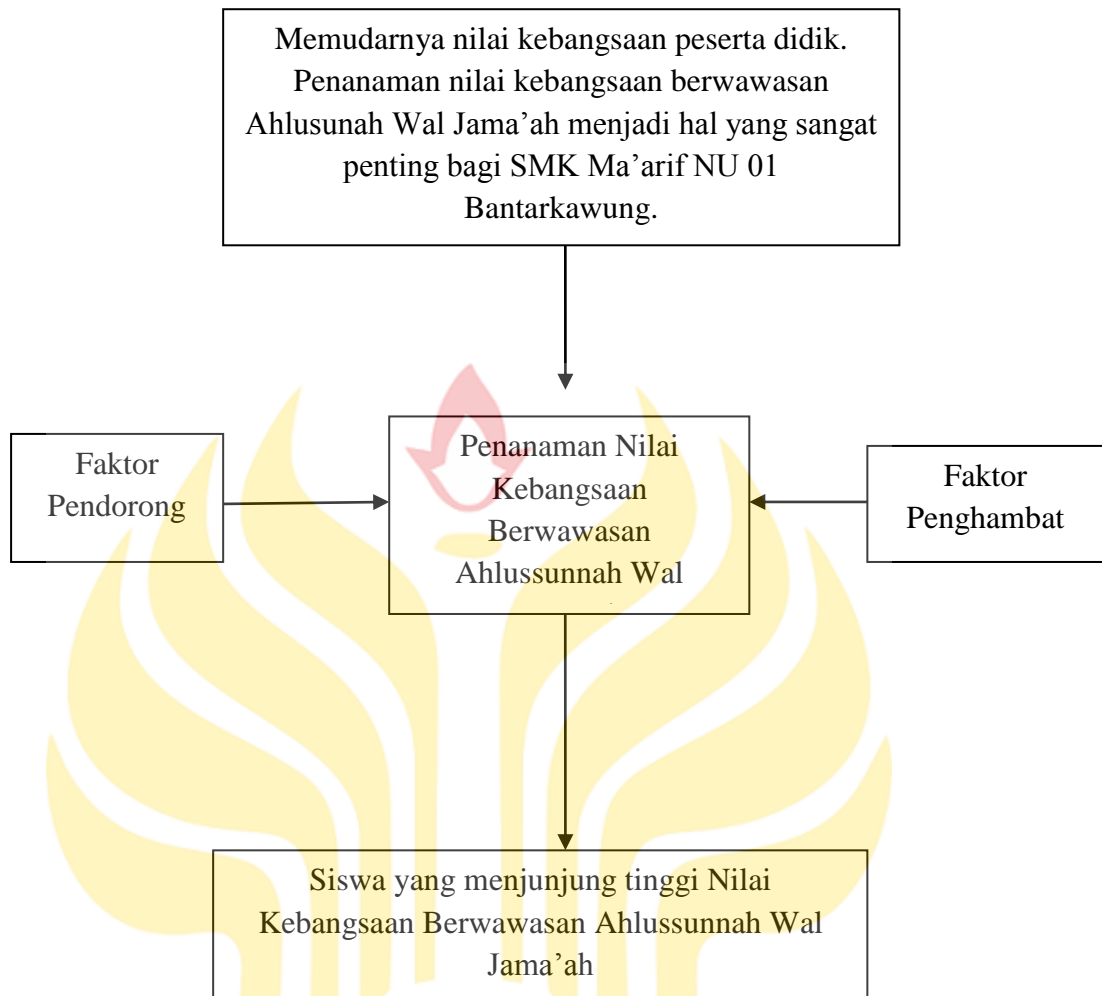 Memudarnya nilai kebangsaan peserta didik.
Penanaman nilai kebangsaan berwawasan
Ahlusunah Wal Jama’ah menjadi hal yang sangat
penting bagi SMK Ma’arif NU 01
Bantarkawung.
Faktor
Pendorong
Penanaman Nilai
Kebangsaan
Berwawasan
Ahlussunnah Wal
Faktor
Penghambat
Siswa yang menjunjung tinggi Nilai
Kebangsaan Berwawasan Ahlussunnah Wal
Jama’ah